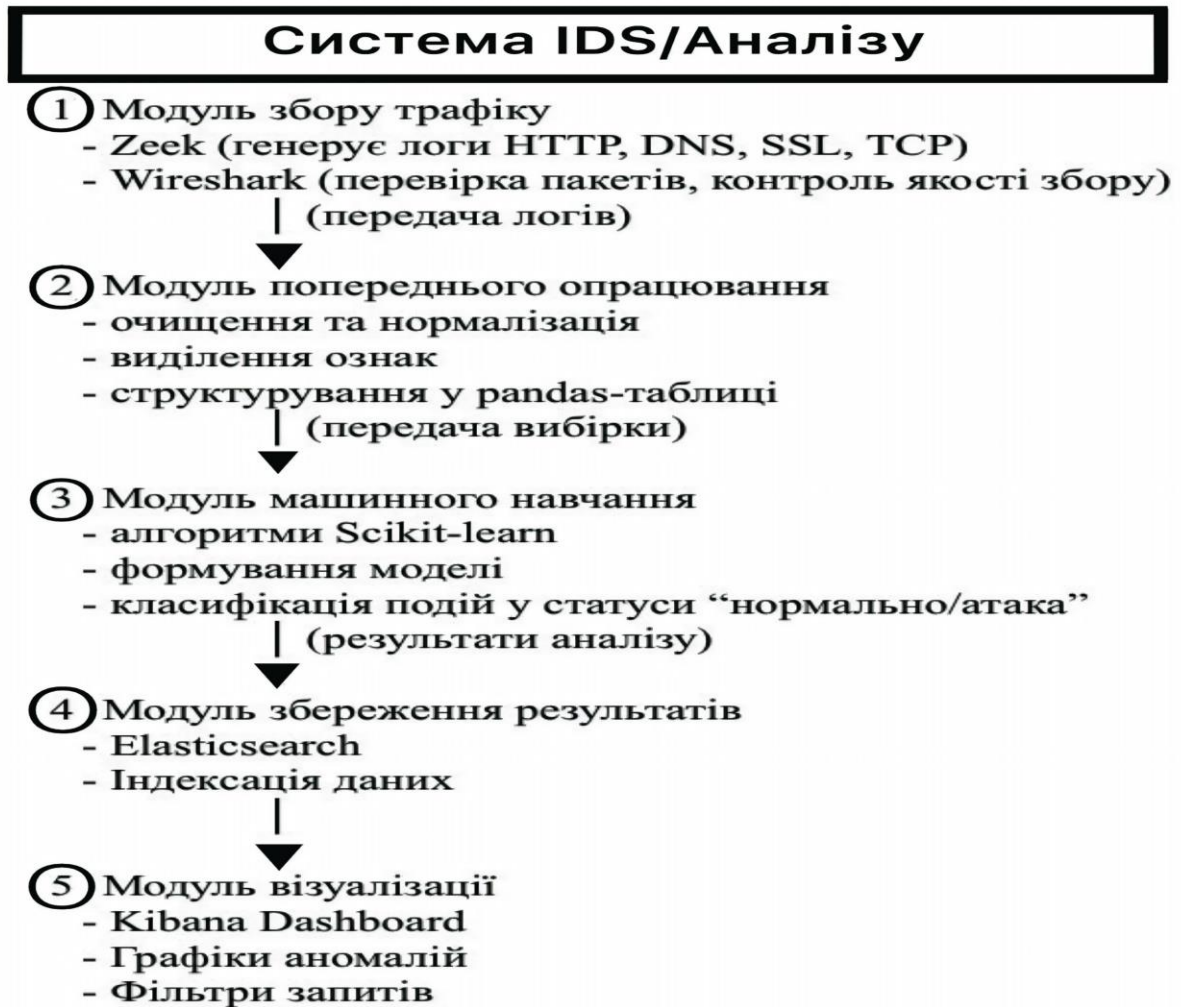 Система IDS/Аналізу
1 Модуль збору трафіку
- Zeek (генерує логи HTTP, DNS, SSL, TCP)
- Wireshark (перевірка пакетів, контроль якості збору)
(передача логів)
2 Модуль попереднього опрацювання
- очищення та нормалізація
- виділення ознак
- структурування у pandas-таблиці
(передача вибірки)
3 Модуль машинного навчання
- алгоритми Scikit-learn
- формування моделі
- класифікація подій у статуси “нормально/атака”
(результати аналізу)
4 Модуль збереження результатів
- Elasticsearch
- Індексація даних
5 Модуль візуалізації
- Kibana Dashboard
- Графіки аномалій
- Фільтри запитів